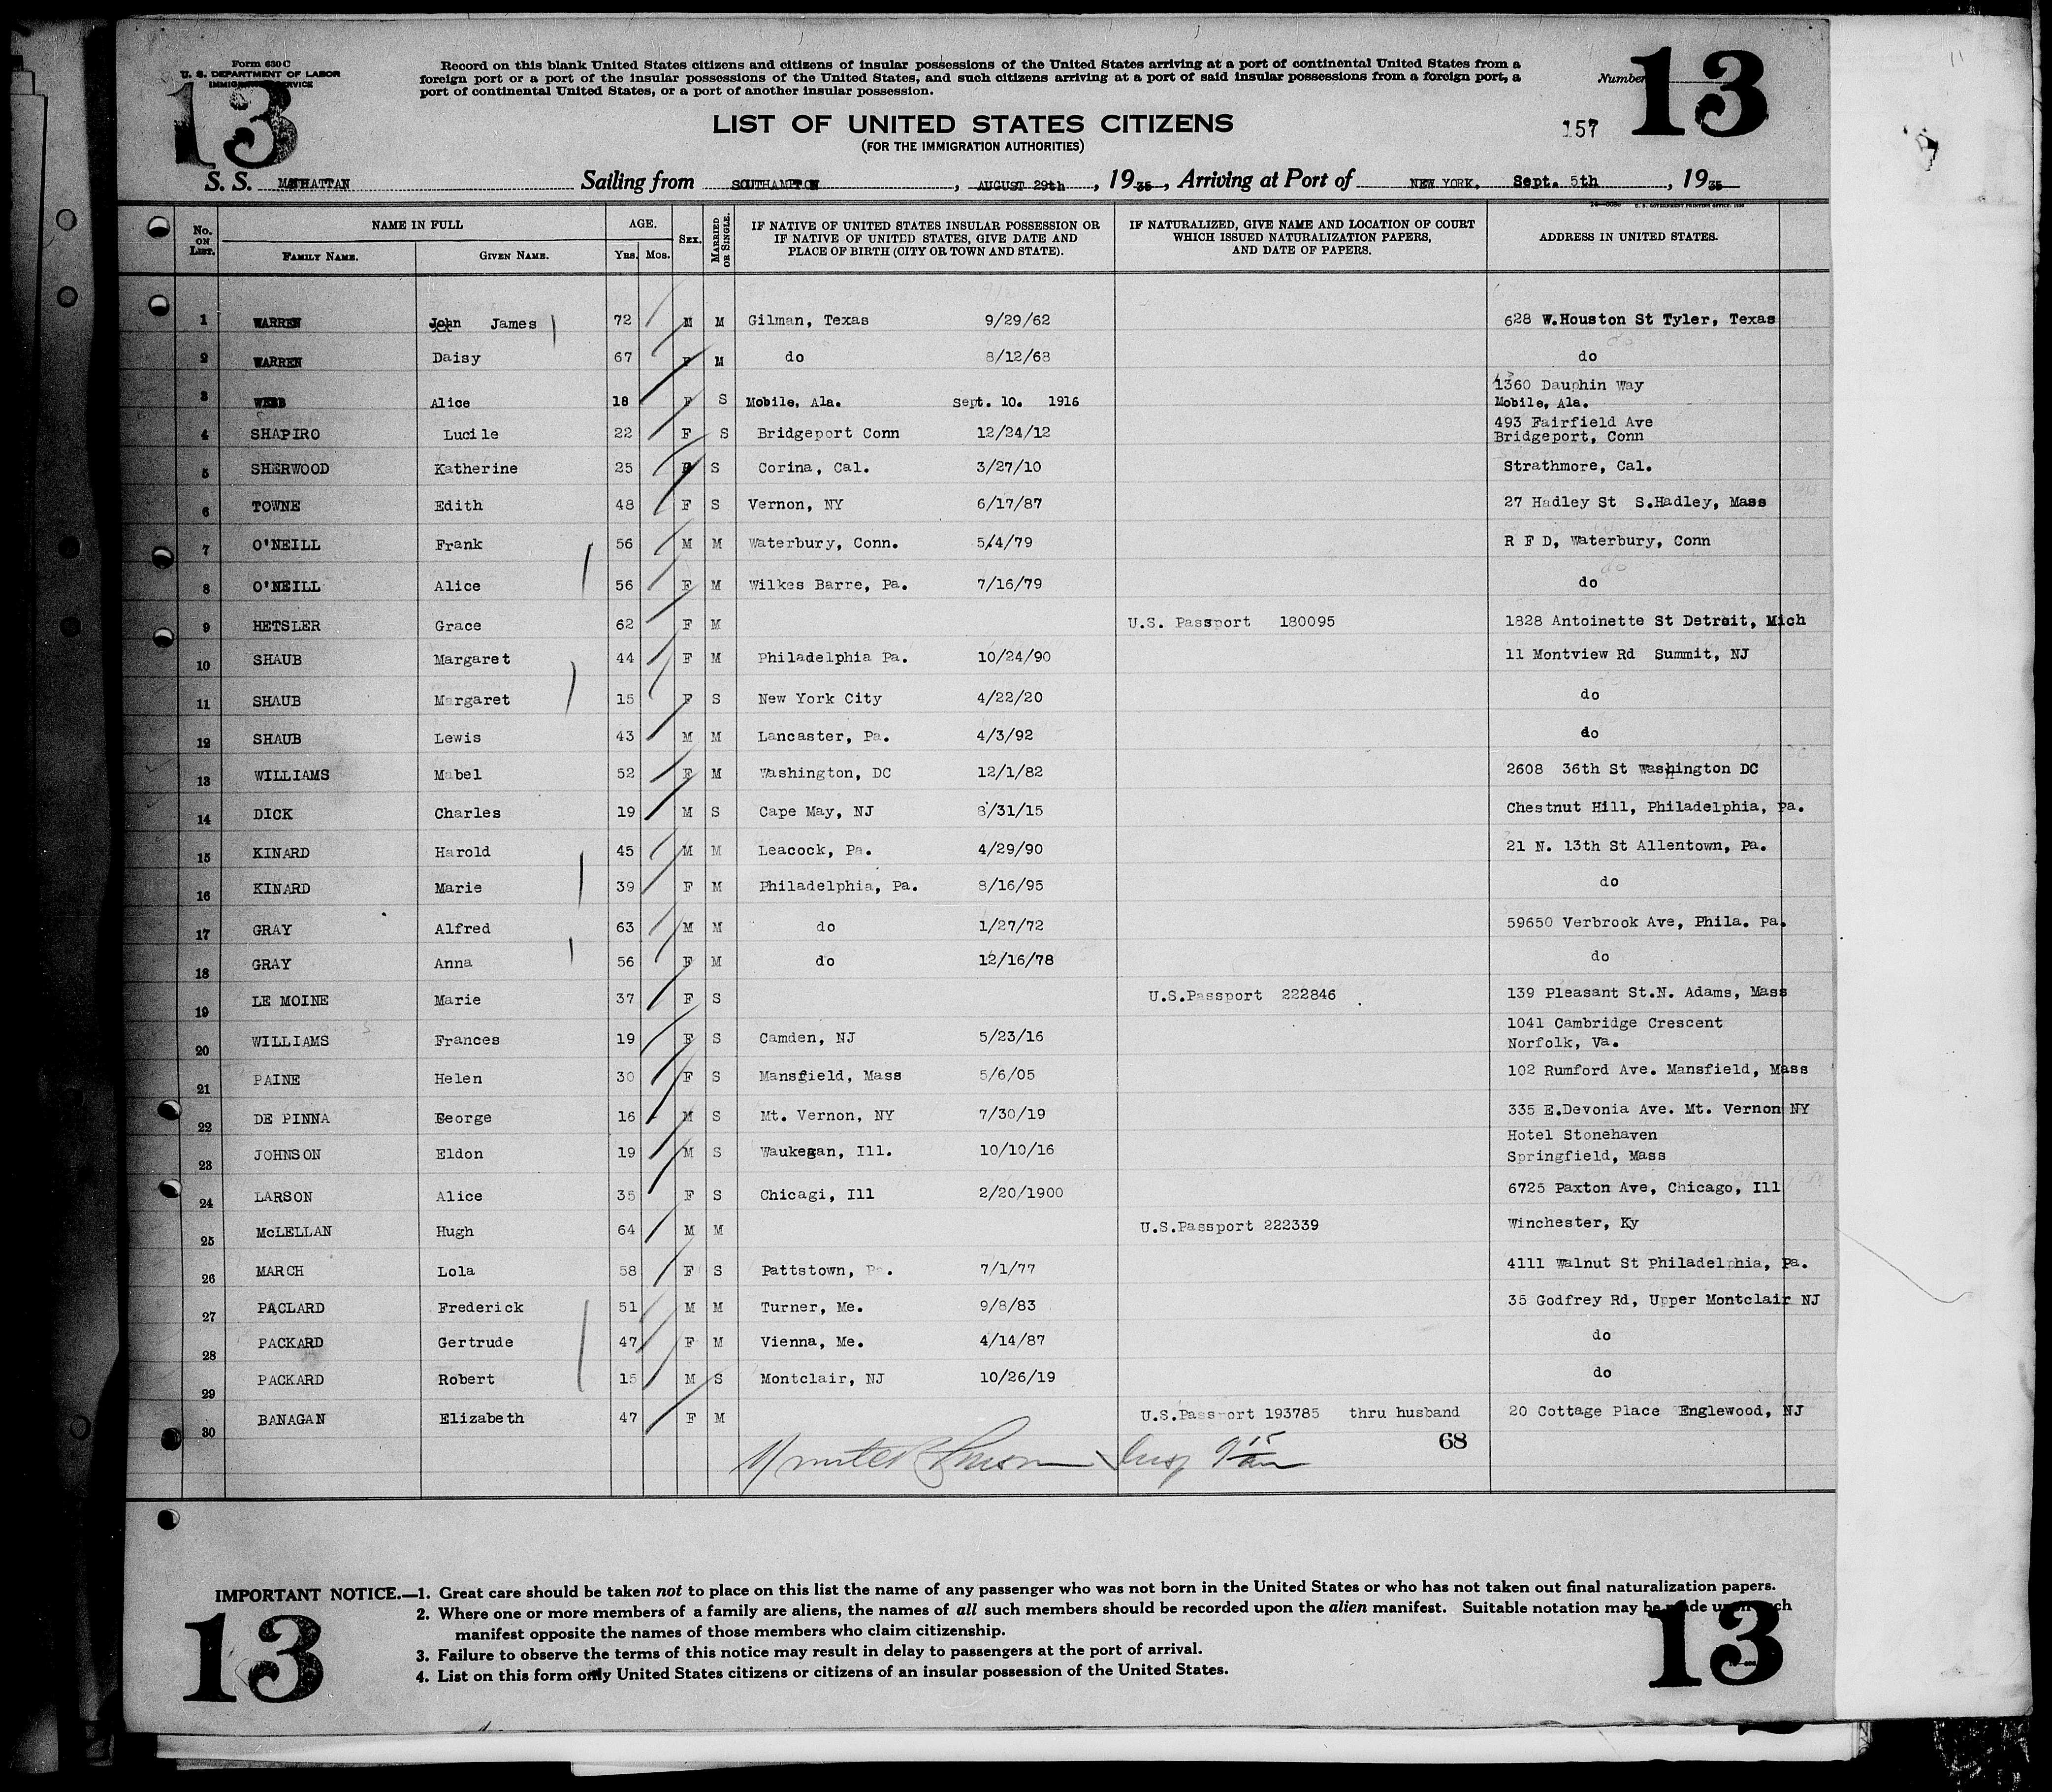 Form 630 C
U. S. DEPARTMENT OF LABOR
IMMIGRATION SERVICE
13
Record on this blank United States citizens and citizens of insular possessions of the United States arriving at a port of continental United States from a
foreign port or a port of the insular possessions of the United States, and such citizens arriving at a port of said insular possessions from a foreign port, a
port of continental United States, or a port of another insular possession.
Number 13
LIST OF UNITED STATES CITIZENS
(FOR THE IMMIGRATION AUTHORITIES)
157
S. S. MANHATTAN Sailing from SOUTHAMPTON, AUGUST 29th, 1935, Arriving at Port of NEW YORK, Sept. 5th, 1935
No. ON LIST. NAME IN FULL FAMILY NAME. GIVEN NAME. AGE. YRS. MOS. SEX. MARRIED OR SINGLE. IF NATIVE OF UNITED STATES INSULAR POSSESSION OR IF NATIVE OF UNITED STATES, GIVE DATE AND PLACE OF BIRTH (CITY OR TOWN AND STATE). IF NATURALIZED, GIVE NAME AND LOCATION OF COURT WHICH ISSUED NATURALIZATION PAPERS, AND DATE OF PAPERS. ADDRESS IN UNITED STATES.
1 WARREN John James 72 M M Gilman, Texas 9/29/62 628 W.Houston St Tyler, Texas
2 WARREN Daisy 67 F M do 8/12/68 do
3 WEBB Alice 18 F S Mobile, Ala. Sept. 10. 1916 1360 Dauphin Way
Mobile, Ala.
4 SHAPIRO Lucile 22 F S Bridgeport Conn 12/24/12 493 Fairfield Ave
Bridgeport, Conn
5 SHERWOOD Katherine 25 F S Corina, Cal. 3/27/10 Strathmore, Cal.
6 TOWNE Edith 48 F S Vernon, NY 6/17/87 27 Hadley St S.Hadley, Mass
7 O'NEILL Frank 56 M M Waterbury, Conn. 5/4/79 R F D, Waterbury, Conn
8 O'NEILL Alice 56 F M Wilkes Barre, Pa. 7/16/79 do
9 HETSLER Grace 62 F M U.S. Passport 180095 1828 Antoinette St Detroit, Mich
10 SHAUB Margaret 44 F M Philadelphia Pa. 10/24/90 11 Montview Rd Summit, NJ
11 SHAUB Margaret 15 F S New York City 4/22/20 do
12 SHAUB Lewis 43 M M Lancaster, Pa. 4/3/92 do
13 WILLIAMS Mabel 52 F M Washington, DC 12/1/82 2608 36th St Washington DC
14 DICK Charles 19 M S Cape May, NJ 8/31/15 Chestnut Hill, Philadelphia, Pa.
15 KINARD Harold 45 M M Leacock, Pa. 4/29/90 21 N. 13th St Allentown, Pa.
16 KINARD Marie 39 F M Philadelphia, Pa. 8/16/95 do
17 GRAY Alfred 63 M M do 1/27/72 59650 Verbrook Ave, Phila. Pa.
18 GRAY Anna 56 F M do 12/16/78 do
19 LE MOINE Marie 37 F S U.S.Passport 222846 139 Pleasant St.N. Adams, Mass
20 WILLIAMS Frances 19 F S Camden, NJ 5/23/16 1041 Cambridge Crescent
Norfolk, Va.
21 PAINE Helen 30 F S Mansfield, Mass 5/6/05 102 Rumford Ave. Mansfield, Mass
22 DE PINNA George 16 M S Mt. Vernon, NY 7/30/19 335 E.Devonia Ave. Mt. Vernon NY
23 JOHNSON Eldon 19 M S Waukegan, Ill. 10/10/16 Hotel Stonehaven
Springfield, Mass
24 LARSON Alice 35 F S Chicagi, Ill 2/20/1900 6725 Paxton Ave, Chicago, Ill
25 McLELLAN Hugh 64 M M U.S.Passport 222339 Winchester, Ky
26 MARCH Lola 58 F S Pattstown, Pa. 7/1/77 4111 Walnut St Philadelphia, Pa.
27 PACLARD Frederick 51 M M Turner, Me. 9/8/83 35 Godfrey Rd, Upper Montclair NJ
28 PACKARD Gertrude 47 F M Vienna, Me. 4/14/87 do
29 PACKARD Robert 15 M S Montclair, NJ 10/26/19 do
30 BANAGAN Elizabeth 47 F M U.S.Passport 193785 thru husband 20 Cottage Place Englewood, NJ
68
IMPORTANT NOTICE.—1. Great care should be taken not to place on this list the name of any passenger who was not born in the United States or who has not taken out final naturalization papers.
2. Where one or more members of a family are aliens, the names of all such members should be recorded upon the alien manifest. Suitable notation may be made upon such
manifest opposite the names of those members who claim citizenship.
3. Failure to observe the terms of this notice may result in delay to passengers at the port of arrival.
4. List on this form only United States citizens or citizens of an insular possession of the United States.
13
13